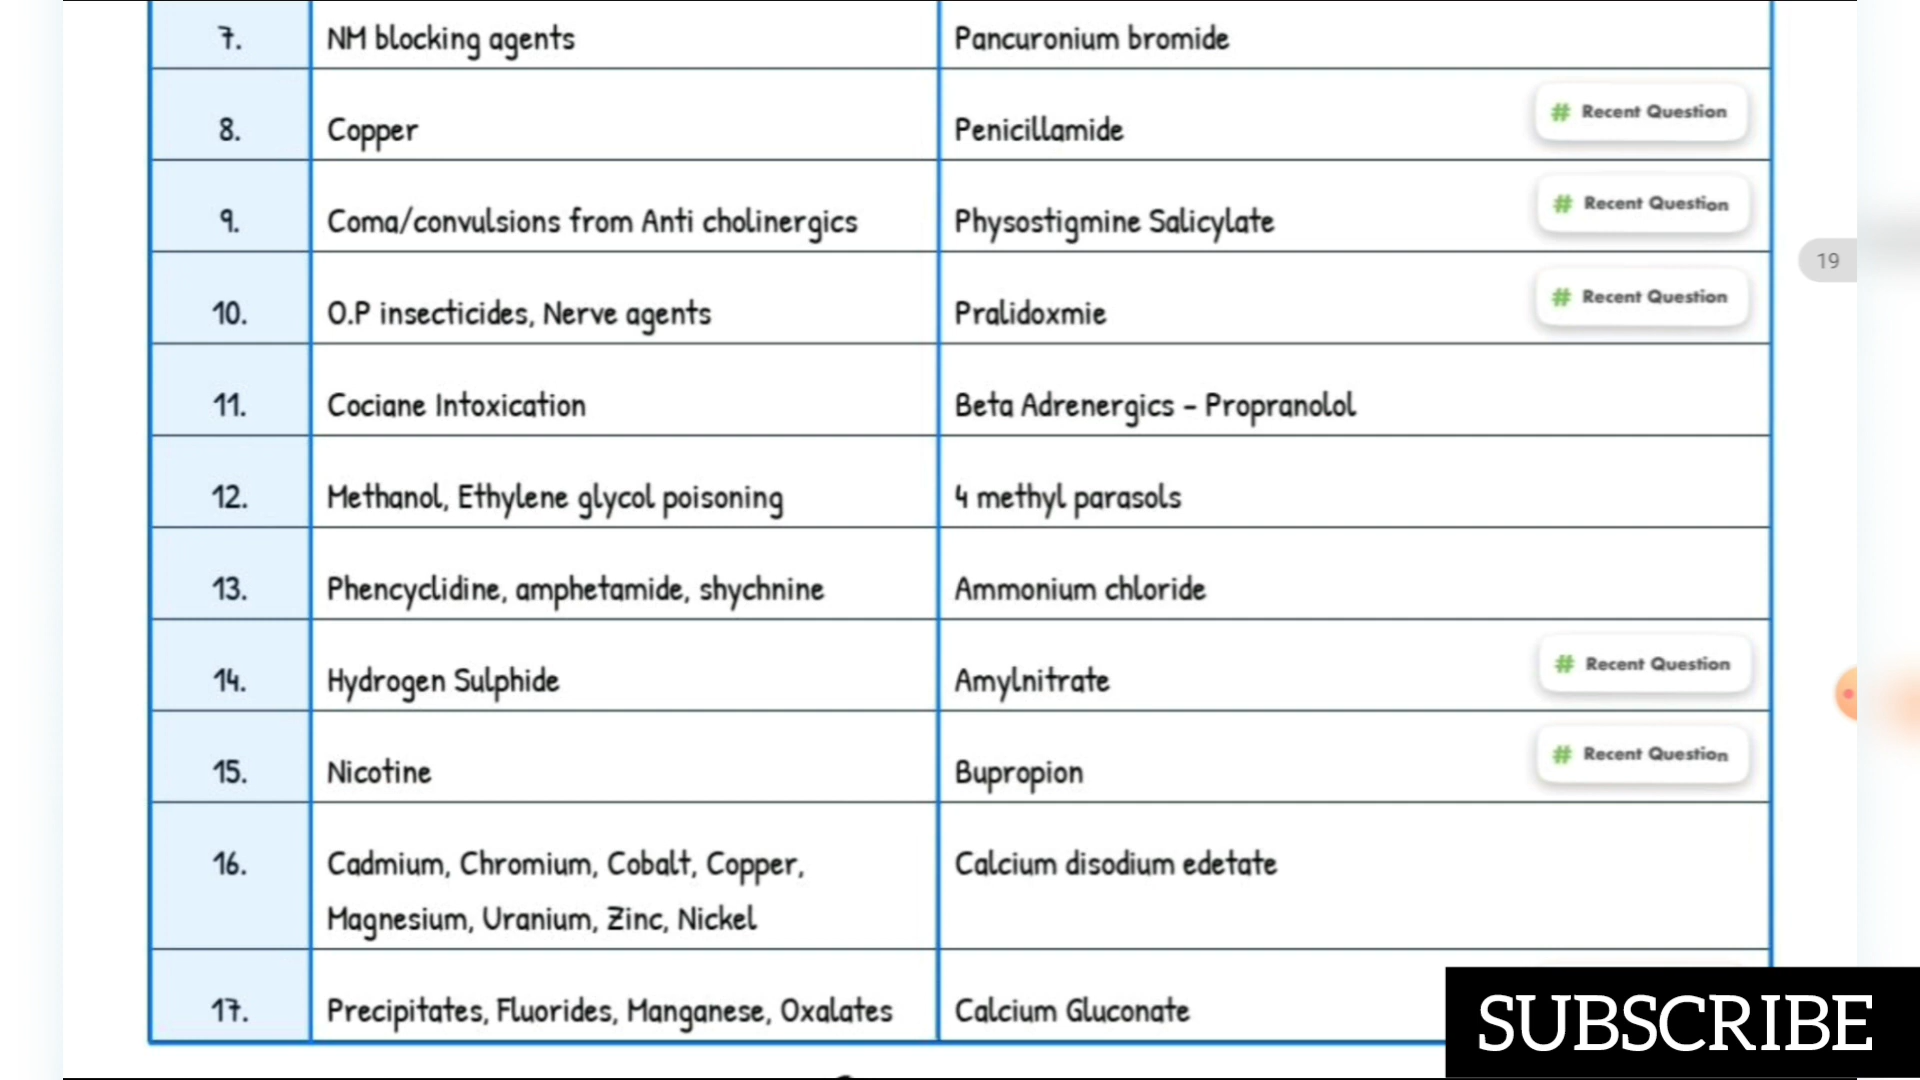 7. NM blocking agents Pancuronium bromide
8. Copper Penicillamide # Recent Question
9. Coma/convulsions from Anti cholinergics Physostigmine Salicylate # Recent Question
19
10. O.P insecticides, Nerve agents Pralidoxmie # Recent Question
11. Cociane Intoxication Beta Adrenergics - Propranolol
12. Methanol, Ethylene glycol poisoning 4 methyl parasols
13. Phencyclidine, amphetamide, shychnine Ammonium chloride
14. Hydrogen Sulphide Amylnitrate # Recent Question
15. Nicotine Bupropion # Recent Question
16. Cadmium, Chromium, Cobalt, Copper, Calcium disodium edetate
Magnesium, Uranium, Zinc, Nickel
17. Precipitates, Fluorides, Manganese, Oxalates Calcium Gluconate
SUBSCRIBE